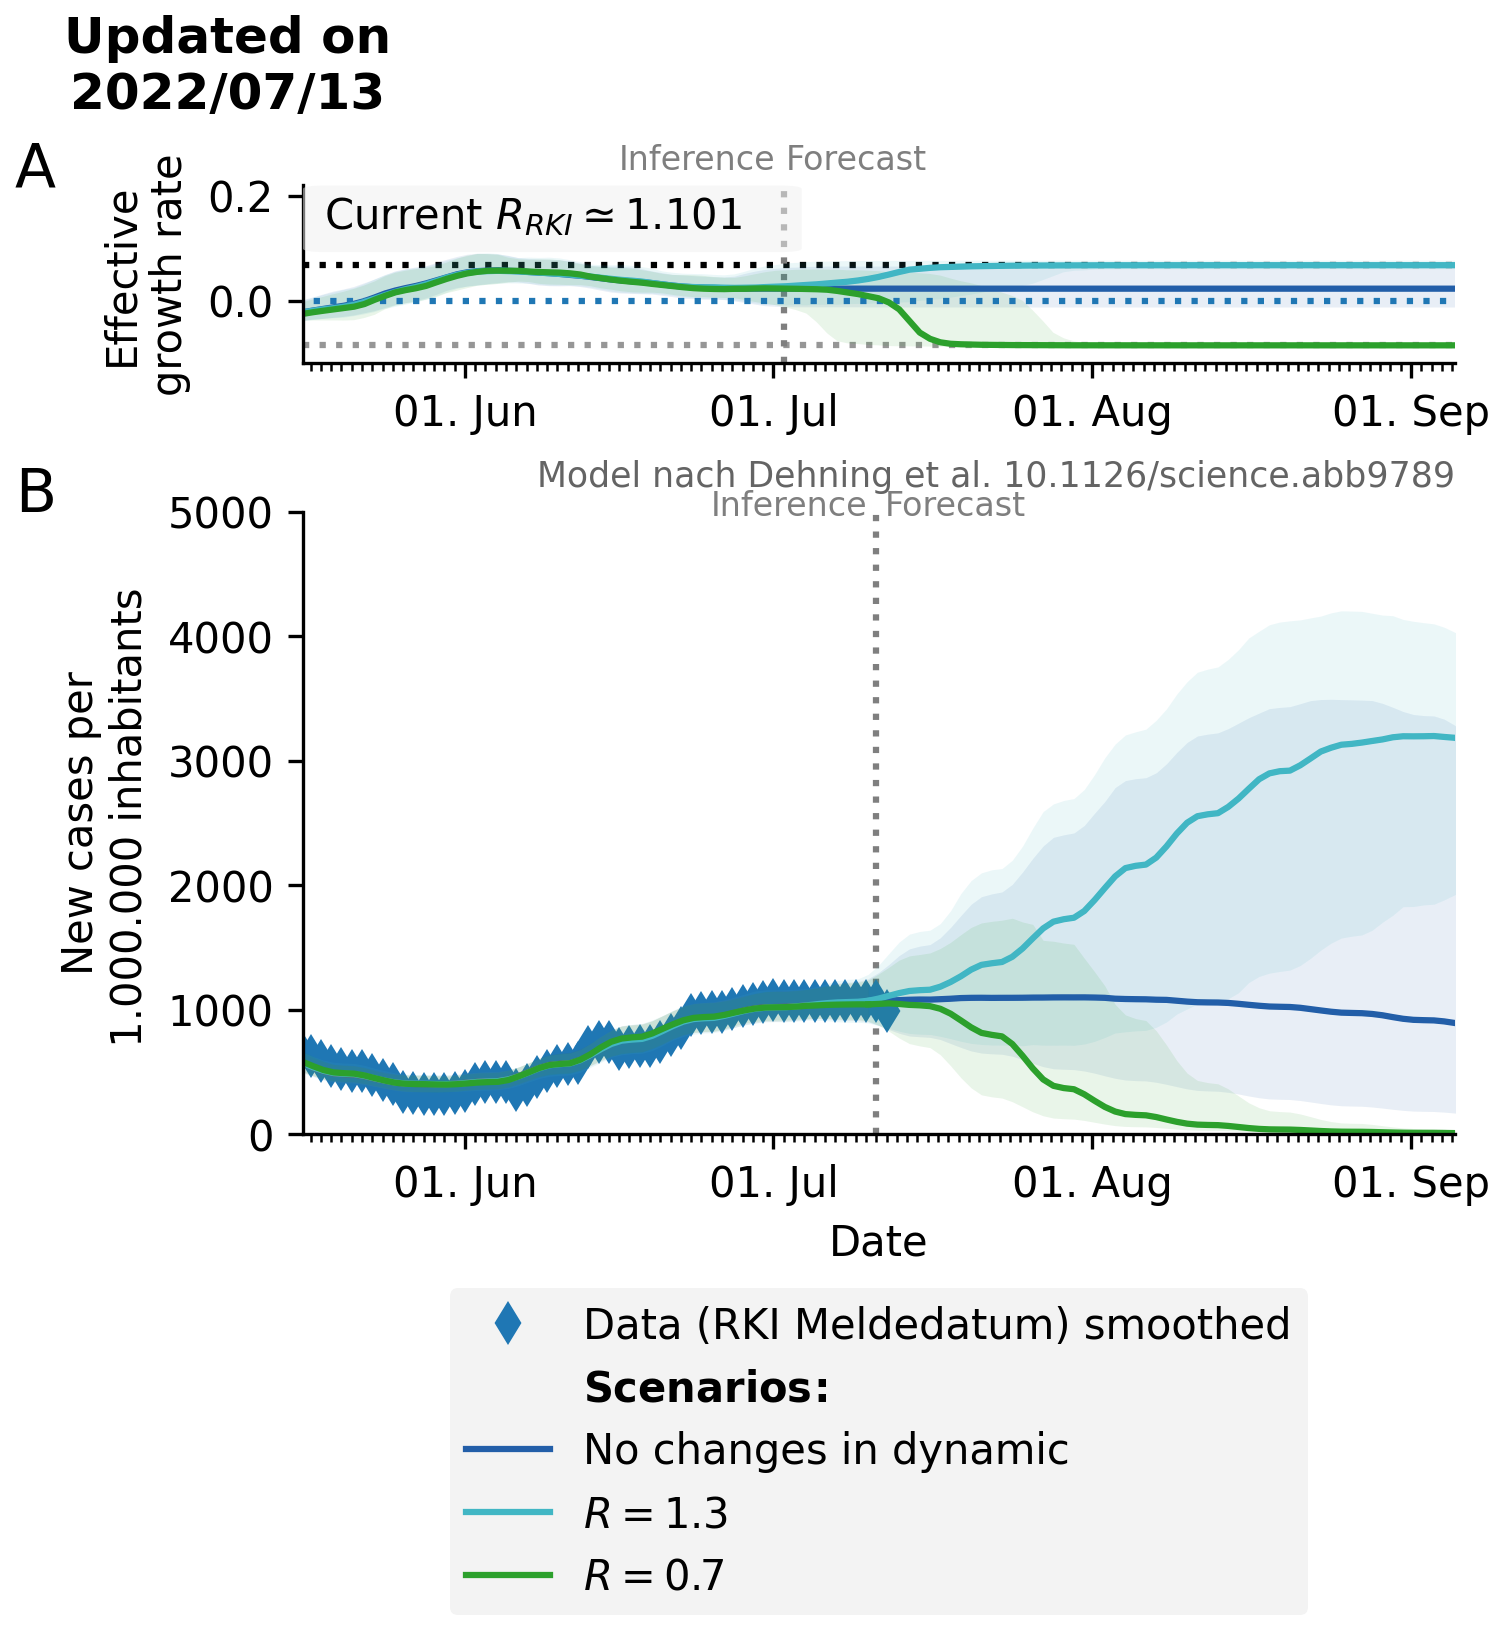 Updated on
2022/07/13
A
Inference Forecast
Effective
growth rate
0.2
0.0
Current R_RKI ≃ 1.101
01. Jun 01. Jul 01. Aug 01. Sep
B
Model nach Dehning et al. 10.1126/science.abb9789
Inference Forecast
New cases per
1.000.000 inhabitants
5000
4000
3000
2000
1000
0
01. Jun 01. Jul 01. Aug 01. Sep
Date
Data (RKI Meldedatum) smoothed
Scenarios:
No changes in dynamic
R = 1.3
R = 0.7